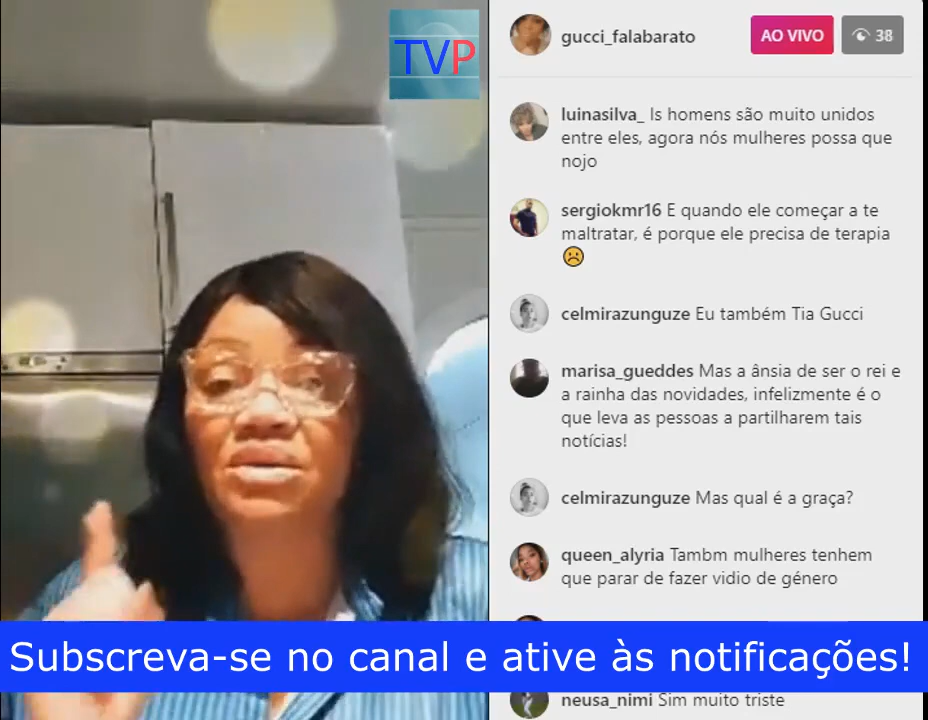 TVP
gucci_falabarato
AO VIVO
38
luinasilva_ Is homens são muito unidos
entre eles, agora nós mulheres possa que
nojo
sergiokmr16 E quando ele começar a te
maltratar, é porque ele precisa de terapia
celmirazunguze Eu também Tia Gucci
marisa_gueddes Mas a ânsia de ser o rei e
a rainha das novidades, infelizmente é o
que leva as pessoas a partilharem tais
notícias!
celmirazunguze Mas qual é a graça?
queen_alyria Tambm mulheres tenhem
que parar de fazer vidio de género
Subscreva-se no canal e ative às notificações!
neusa_nimi Sim muito triste